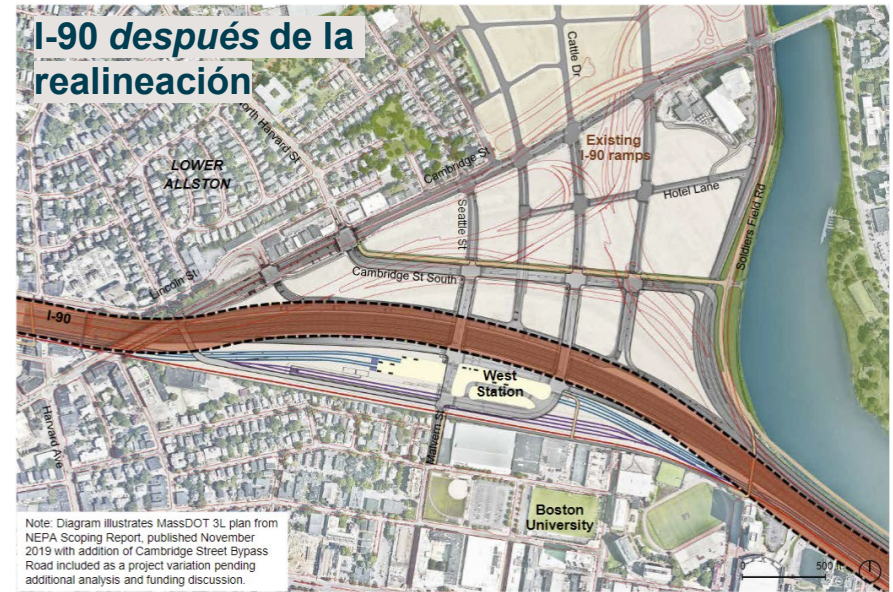 I-90 después de la
realineación
Cattle Dr
North Harvard St
Existing
I-90 ramps
LOWER
ALLSTON
Cambridge St
Hotel Lane
Seattle St
Soldiers Field Rd
Lincoln St
Cambridge St South
I-90
West
Station
Harvard Ave
Malvern St
Boston
University
Note: Diagram illustrates MassDOT 3L plan from
NEPA Scoping Report, published November
2019 with addition of Cambridge Street Bypass
Road included as a project variation pending
additional analysis and funding discussion.
0 500 ft